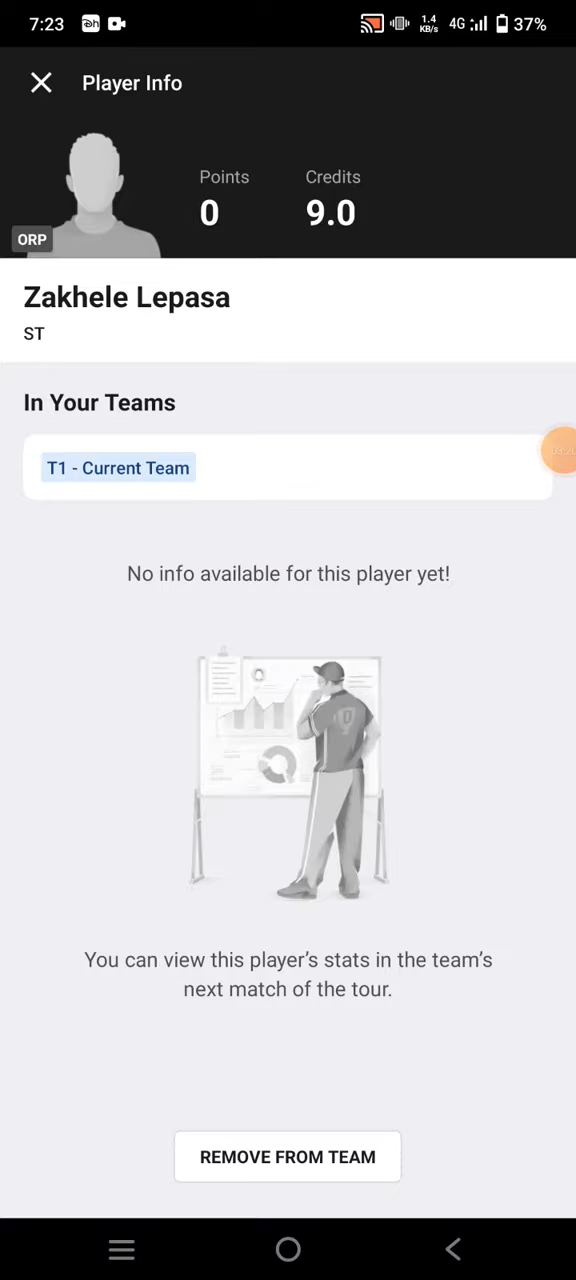 7:23
1.4
KB/s
4G
37%
Player Info
Points
Credits
0
9.0
ORP
Zakhele Lepasa
ST
In Your Teams
T1 - Current Team
No info available for this player yet!
D
You can view this player's stats in the team's
next match of the tour.
REMOVE FROM TEAM